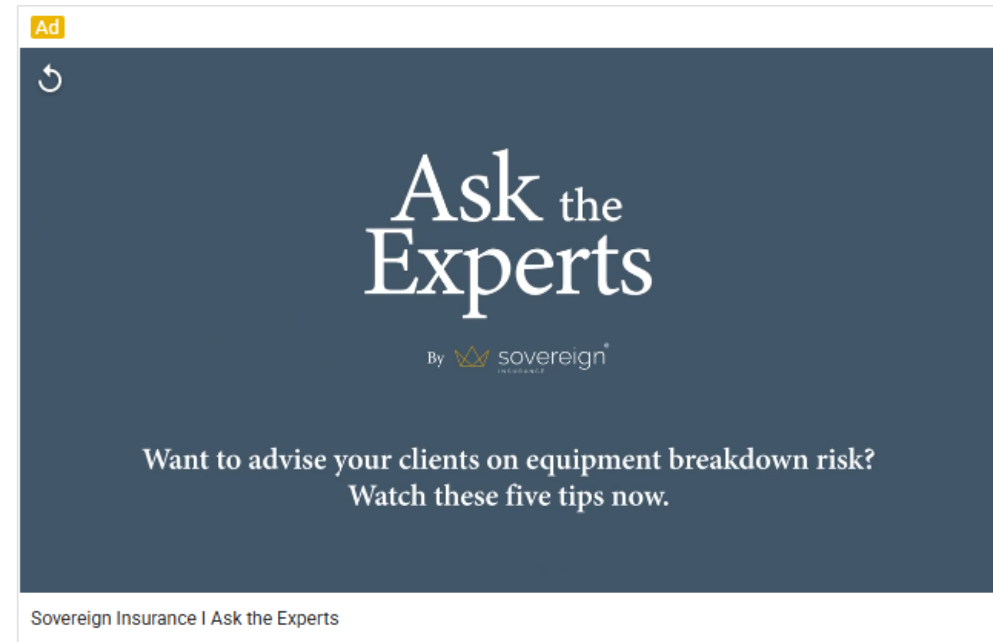 Ad
Ask the
Experts
By sovereign®
INSURANCE
Want to advise your clients on equipment breakdown risk?
Watch these five tips now.
Sovereign Insurance I Ask the Experts